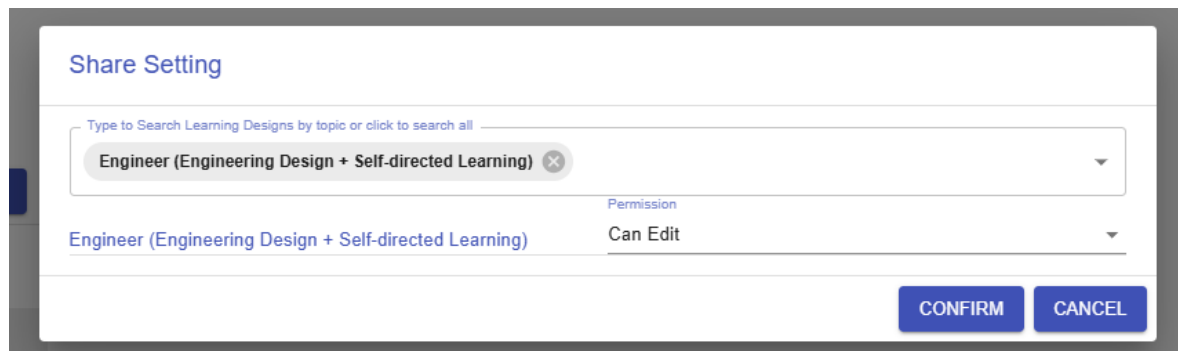 Share Setting
Type to Search Learning Designs by topic or click to search all
Engineer (Engineering Design + Self-directed Learning)
Permission
Engineer (Engineering Design + Self-directed Learning)
Can Edit
CONFIRM
CANCEL